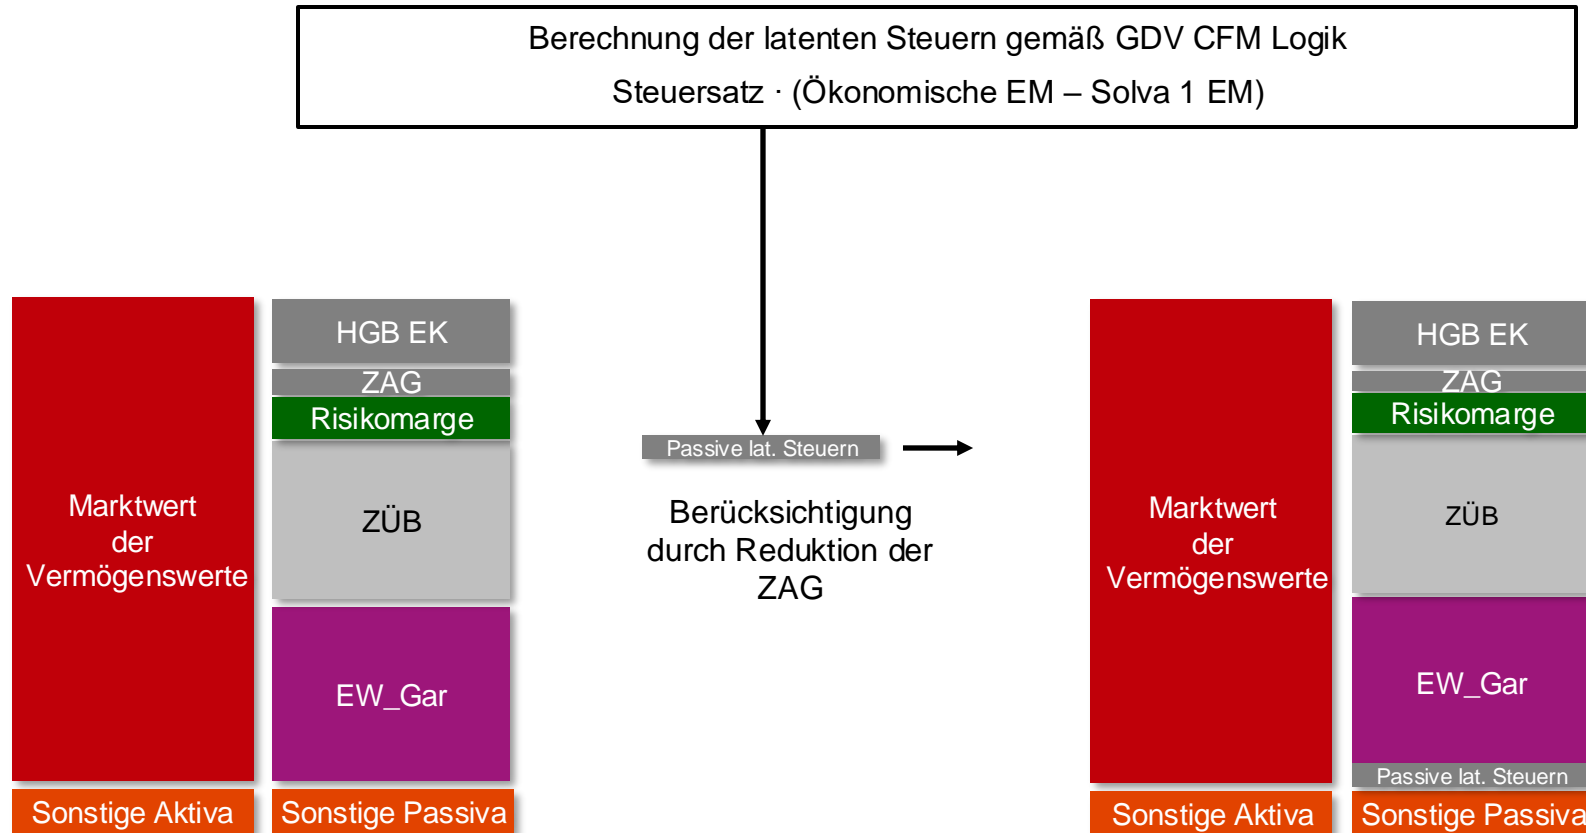 Berechnung der latenten Steuern gemäß GDV CFM Logik
Steuersatz · (Ökonomische EM – Solva 1 EM)
Marktwert
der
Vermögenswerte
Sonstige Aktiva
HGB EK
ZAG
Risikomarge
ZÜB
EW_Gar
Sonstige Passiva
Passive lat. Steuern
Berücksichtigung
durch Reduktion der
ZAG
Marktwert
der
Vermögenswerte
Sonstige Aktiva
HGB EK
ZAG
Risikomarge
ZÜB
EW_Gar
Passive lat. Steuern
Sonstige Passiva